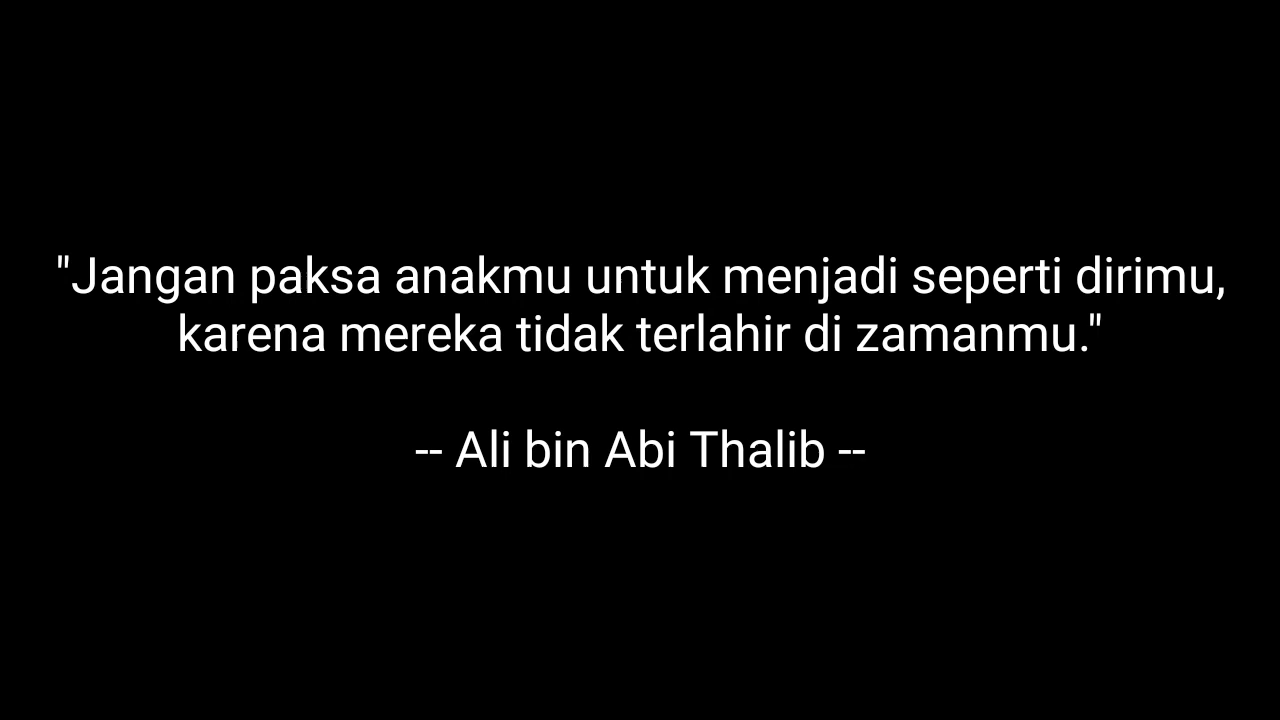 "Jangan paksa anakmu untuk menjadi seperti dirimu,
karena mereka tidak terlahir di zamanmu."
-- Ali bin Abi Thalib --